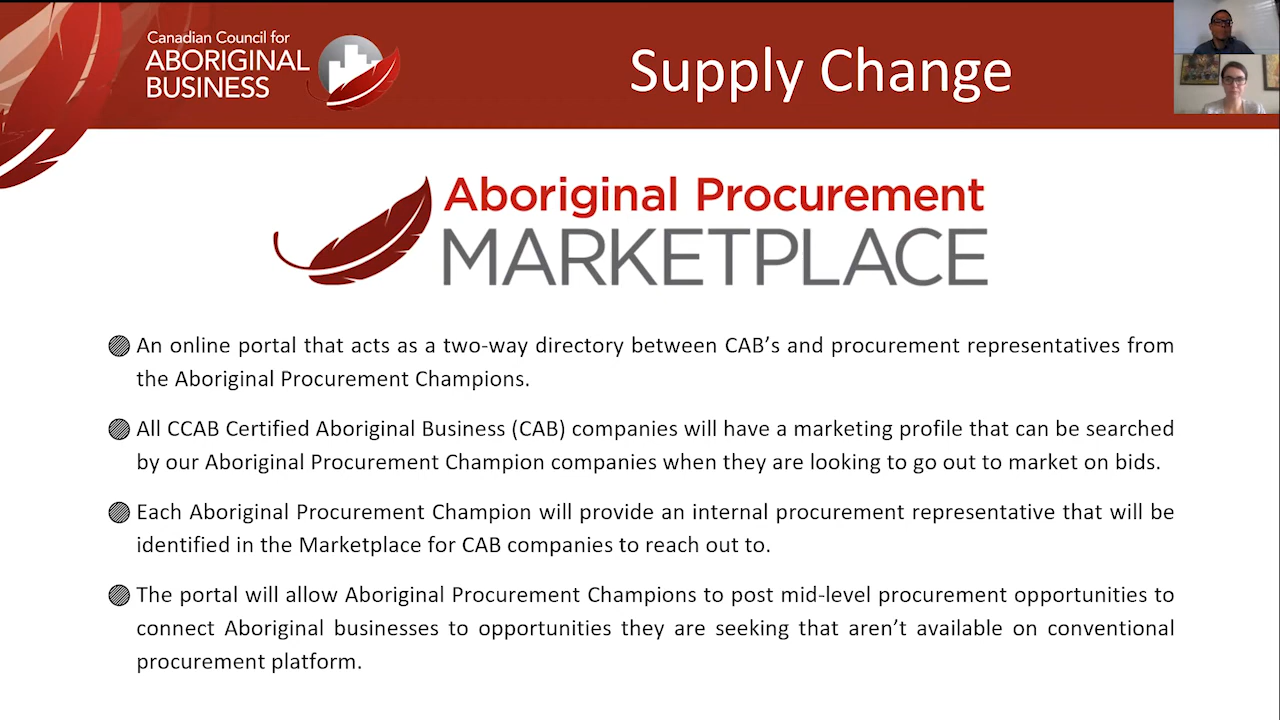 Canadian Council for
ABORIGINAL
BUSINESS
Supply Change
Aboriginal Procurement
MARKETPLACE
An online portal that acts as a two-way directory between CAB’s and procurement representatives from
the Aboriginal Procurement Champions.
All CCAB Certified Aboriginal Business (CAB) companies will have a marketing profile that can be searched
by our Aboriginal Procurement Champion companies when they are looking to go out to market on bids.
Each Aboriginal Procurement Champion will provide an internal procurement representative that will be
identified in the Marketplace for CAB companies to reach out to.
The portal will allow Aboriginal Procurement Champions to post mid-level procurement opportunities to
connect Aboriginal businesses to opportunities they are seeking that aren’t available on conventional
procurement platform.